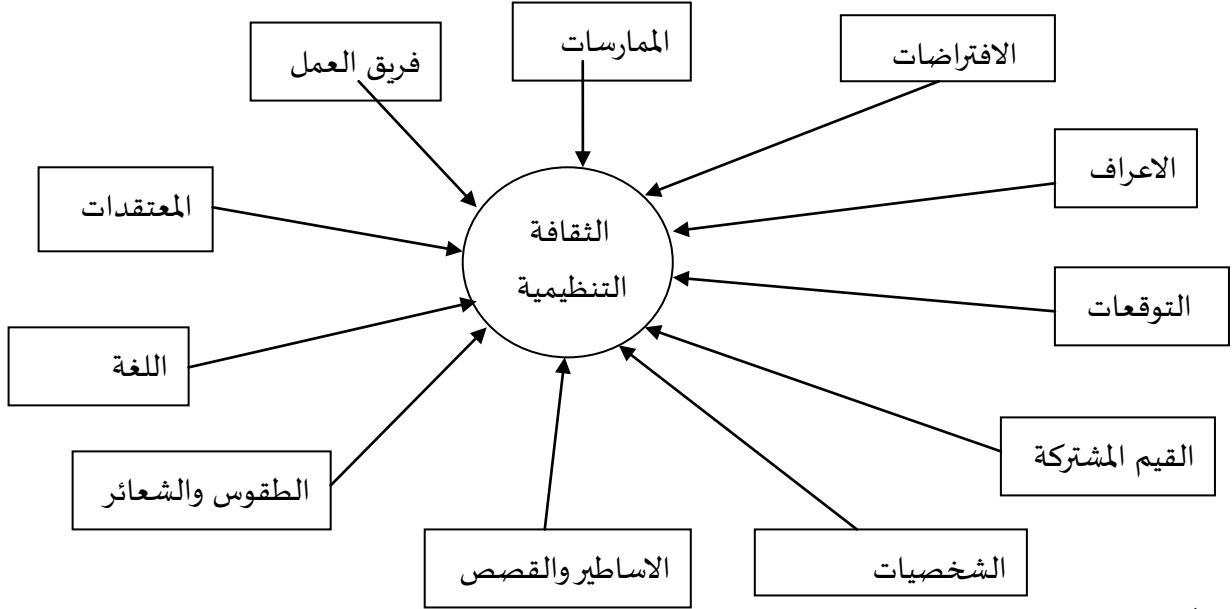 الممارسات
الافتراضات
فريق العمل
الاعراف
المعتقدات
الثقافة
التنظيمية
التوقعات
اللغة
القيم المشتركة
الطقوس والشعائر
الاساطير والقصص
الشخصيات